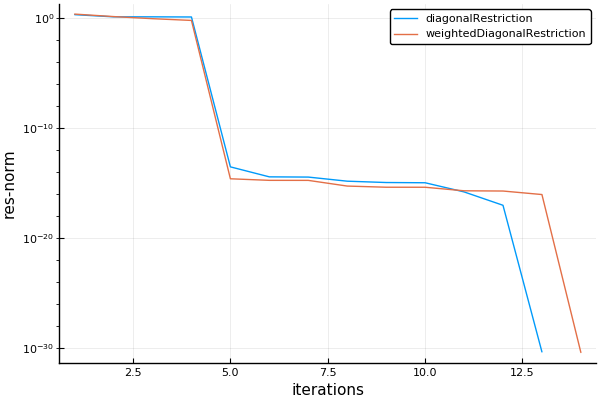 diagonalRestriction
weightedDiagonalRestriction
10⁰
10⁻¹⁰
10⁻²⁰
10⁻³⁰
res-norm
2.5 5.0 7.5 10.0 12.5
iterations